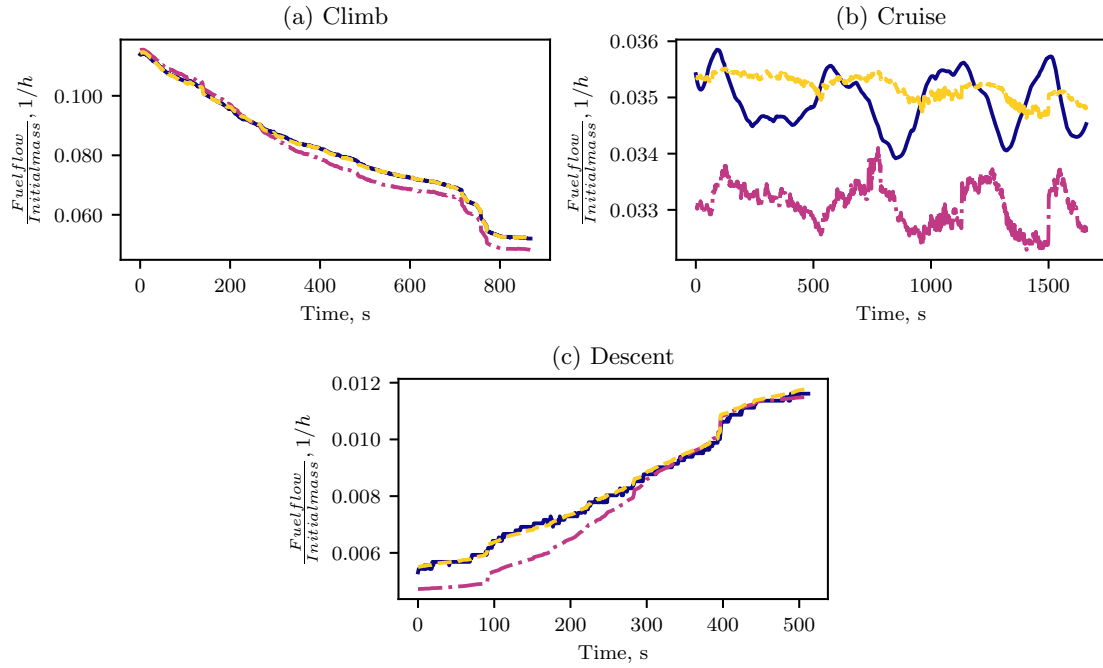 (a) Climb
0.100
0.080
0.060
Fuelflow
Initialmass, 1/h
0 200 400 600 800
Time, s
(b) Cruise
0.036
0.035
0.034
0.033
Fuelflow
Initialmass, 1/h
0 500 1000 1500
Time, s
(c) Descent
0.012
0.010
0.008
0.006
Fuelflow
Initialmass, 1/h
0 100 200 300 400 500
Time, s